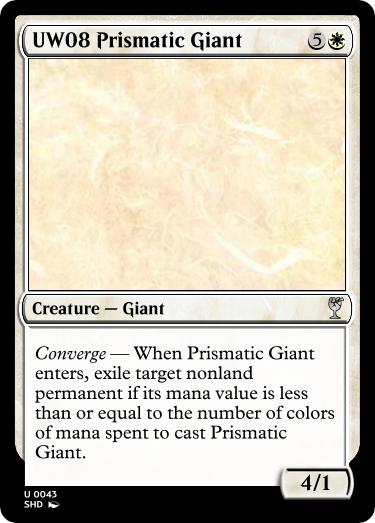 UW08 Prismatic Giant 5
Creature — Giant
Converge — When Prismatic Giant
enters, exile target nonland
permanent if its mana value is less
than or equal to the number of colors
of mana spent to cast Prismatic
Giant.
4/1
U 0043
SHD